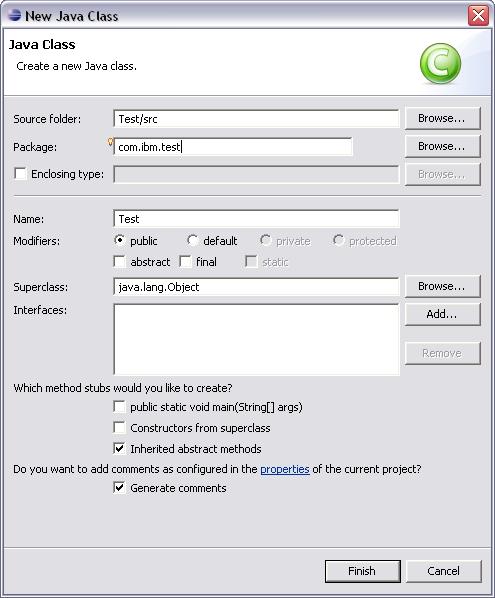 New Java Class
Java Class
Create a new Java class.
Source folder: Test/src Browse...
Package: com.ibm.test Browse...
Enclosing type: Browse...
Name: Test
Modifiers: public default private protected
abstract final static
Superclass: java.lang.Object Browse...
Interfaces: Add...
Remove
Which method stubs would you like to create?
public static void main(String[] args)
Constructors from superclass
Inherited abstract methods
Do you want to add comments as configured in the properties of the current project?
Generate comments
Finish Cancel